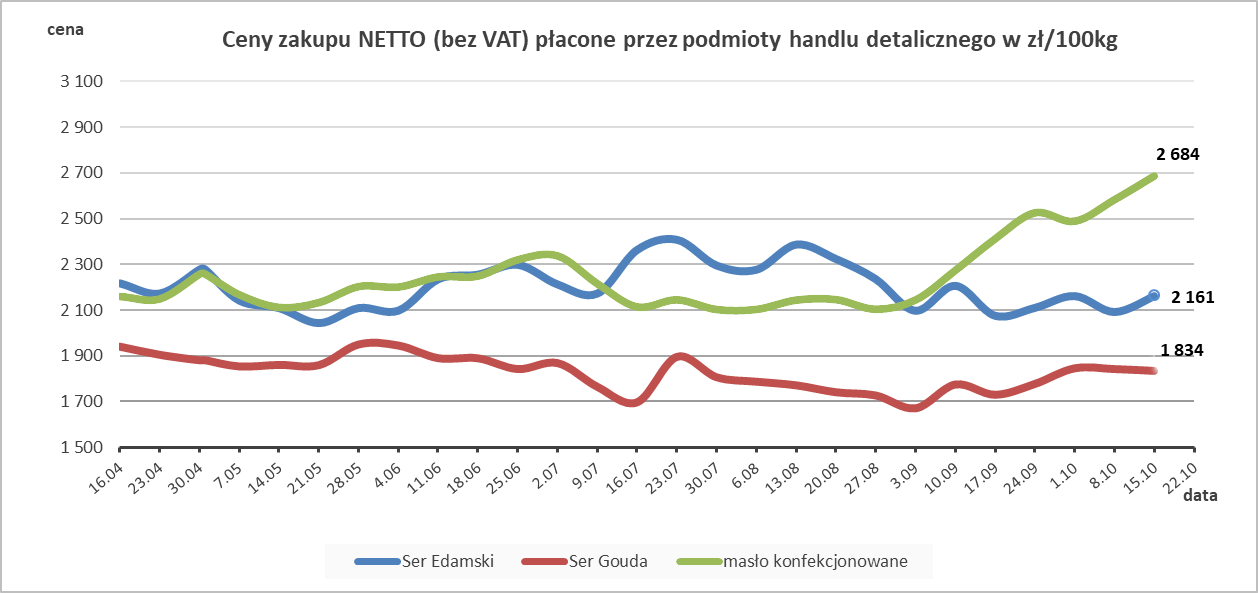 cena
Ceny zakupu NETTO (bez VAT) płacone przez podmioty handlu detalicznego w zł/100kg
3 100
2 900
2 700
2 500
2 300
2 100
1 900
1 700
1 500
2 684
2 161
1 834
16.04 23.04 30.04 7.05 14.05 21.05 28.05 4.06 11.06 18.06 25.06 2.07 9.07 16.07 23.07 30.07 6.08 13.08 20.08 27.08 3.09 10.09 17.09 24.09 1.10 8.10 15.10 22.10
data
Ser Edamski Ser Gouda masło konfekcjonowane